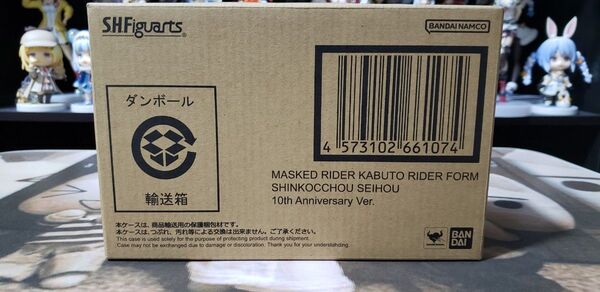 S.H.Figuarts
BANDAI NAMCO
ダンボール
輸送箱
4 573102 661074
MASKED RIDER KABUTO RIDER FORM
SHINKOCCHOU SEIHOU
10th Anniversary Ver.
本ケースは、商品輸送用の保護梱包材です。
本ケースは、つぶれ、汚れ等による交換は出来ません。ご了承ください。
This case is used solely for the purpose of protecting product during shipment.
Case may not be exchanged due to damage or discoloration. Thank you for your understanding.
BAN
DAI